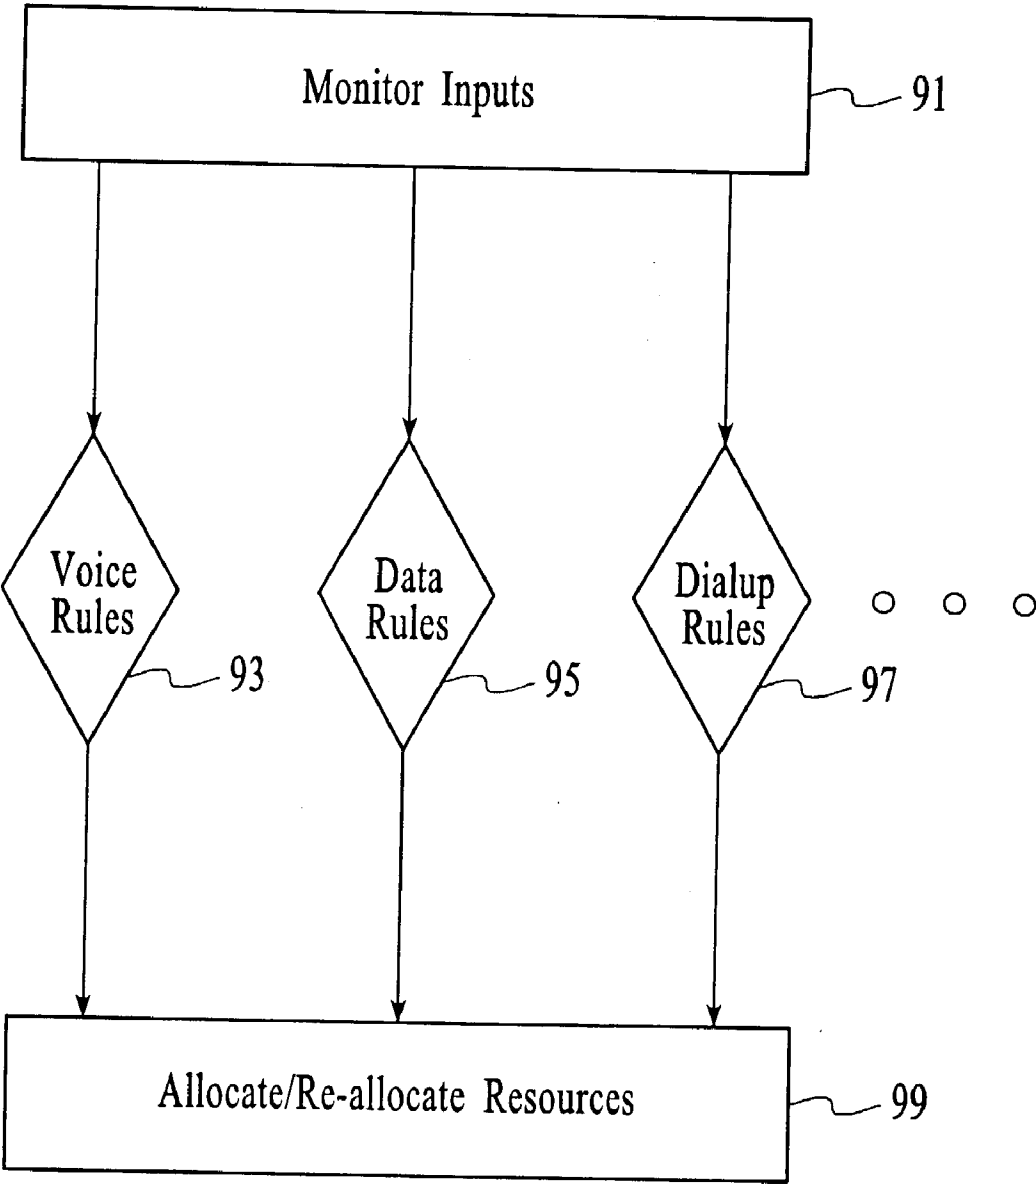 Monitor Inputs
91
Voice
Rules
93
Data
Rules
95
Dialup
Rules
97
Allocate/Re-allocate Resources
99